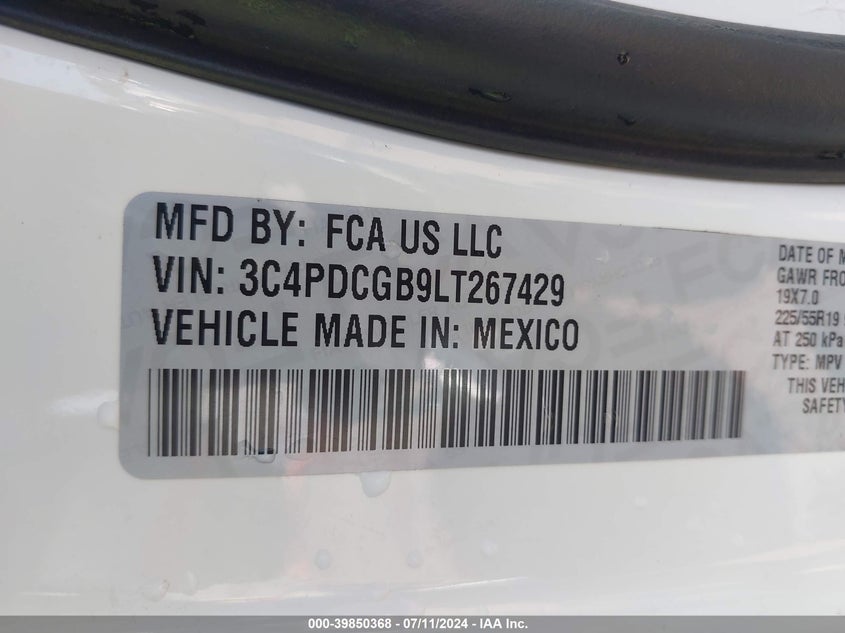 MFD BY: FCA US LLC
VIN: 3C4PDCGB9LT267429
VEHICLE MADE IN: MEXICO
DATE OF M
GAWR FRO
19X7.0
225/55R19
AT 250 kPa
TYPE: MPV
THIS VEH
SAFETY
000-39850368 - 07/11/2024 - IAA Inc.